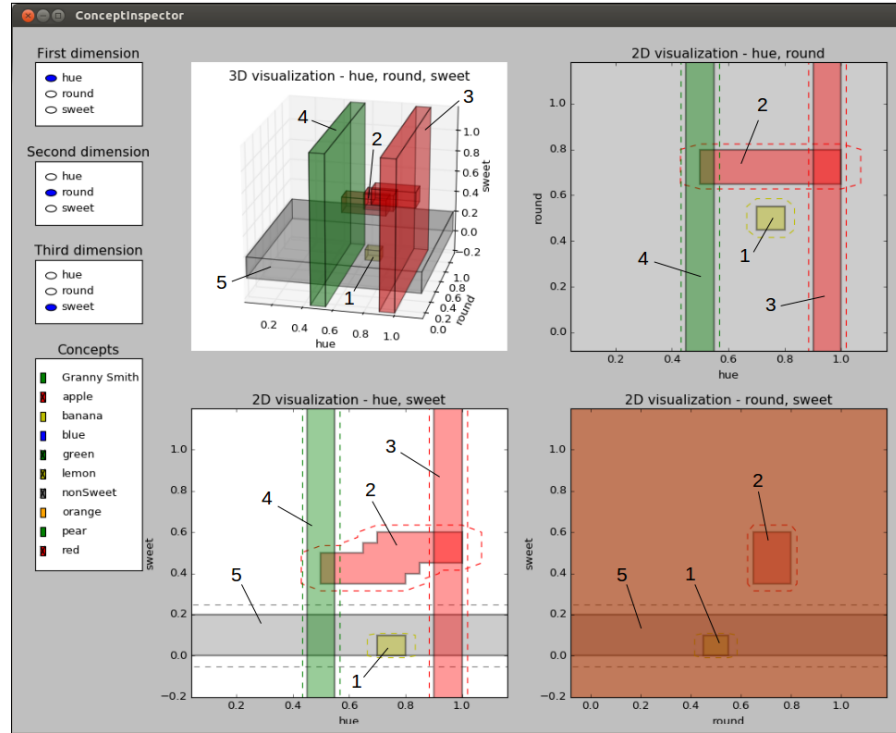 ConceptInspector
First dimension
hue
round
sweet
Second dimension
hue
round
sweet
Third dimension
hue
round
sweet
Concepts
Granny Smith
apple
banana
blue
green
lemon
nonSweet
orange
pear
red
3D visualization - hue, round, sweet
3
4
2
5
1
1.2
1.0
0.8
0.6
0.4
0.2
0.0
-0.2
sweet
1.0
0.8
0.6
0.4
0.2
0.0
round
0.2 0.4 0.6 0.8 1.0
hue
2D visualization - hue, round
1.0
0.8
0.6
0.4
0.2
0.0
round
2
1
4
3
0.2 0.4 0.6 0.8 1.0
hue
2D visualization - hue, sweet
1.0
0.8
0.6
0.4
0.2
0.0
−0.2
sweet
3
4
2
5
1
0.2 0.4 0.6 0.8 1.0
hue
2D visualization - round, sweet
1.0
0.8
0.6
0.4
0.2
0.0
−0.2
sweet
2
5
1
0.0 0.2 0.4 0.6 0.8 1.0
round